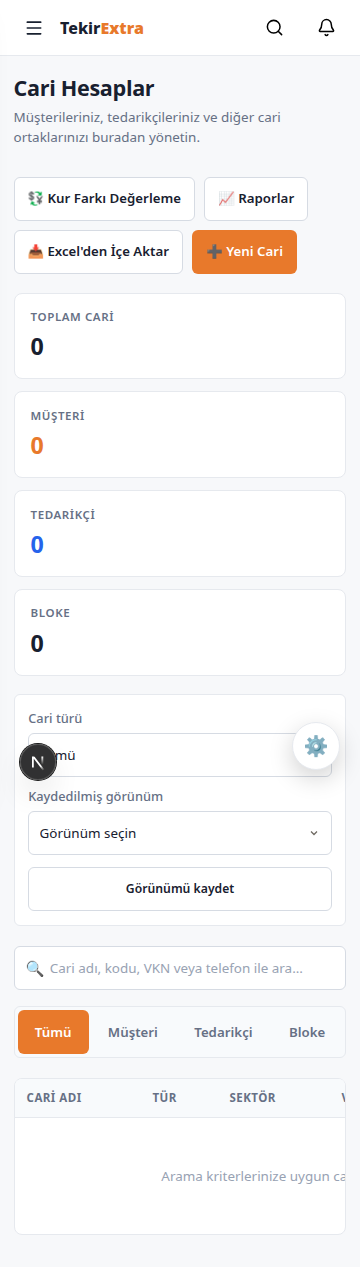 TekirExtra
Cari Hesaplar
Müşterileriniz, tedarikçileriniz ve diğer cari
ortaklarınızı buradan yönetin.
💱 Kur Farkı Değerleme
📈 Raporlar
📥 Excel'den İçe Aktar
➕ Yeni Cari
TOPLAM CARİ
0
MÜŞTERİ
0
TEDARİKÇİ
0
BLOKE
0
Cari türü
Kaydedilmiş görünüm
Görünüm seçin
Görünümü kaydet
🔍 Cari adı, kodu, VKN veya telefon ile ara...
Tümü Müşteri Tedarikçi Bloke
CARİ ADI TÜR SEKTÖR
Arama kriterlerinize uygun